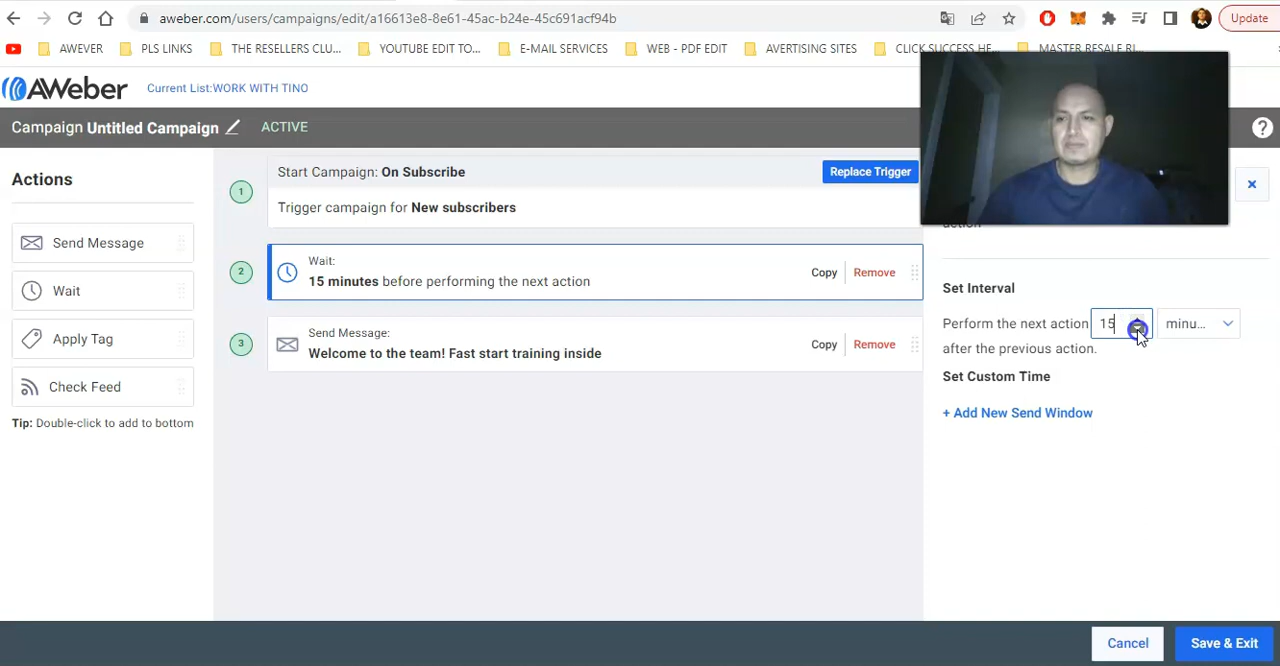 aweber.com/users/campaigns/edit/a16613e8-8e61-45ac-b24e-45c691acf94b
Update
AWEVER
PLS LINKS
THE RESELLERS CLU...
YOUTUBE EDIT TO...
E-MAIL SERVICES
WEB - PDF EDIT
AVERTISING SITES
CLICK SUCCESS HE...
MASTER RESALE RI...
AWeber
Current List:WORK WITH TINO
Campaign Untitled Campaign
ACTIVE
?
Actions
Send Message
Wait
Apply Tag
Check Feed
Tip: Double-click to add to bottom
1
Start Campaign: On Subscribe
Replace Trigger
Trigger campaign for New subscribers
2
Wait:
15 minutes before performing the next action
Copy
Remove
3
Send Message:
Welcome to the team! Fast start training inside
Copy
Remove
action
Set Interval
Perform the next action 15 minu...
after the previous action.
Set Custom Time
+ Add New Send Window
Cancel
Save & Exit